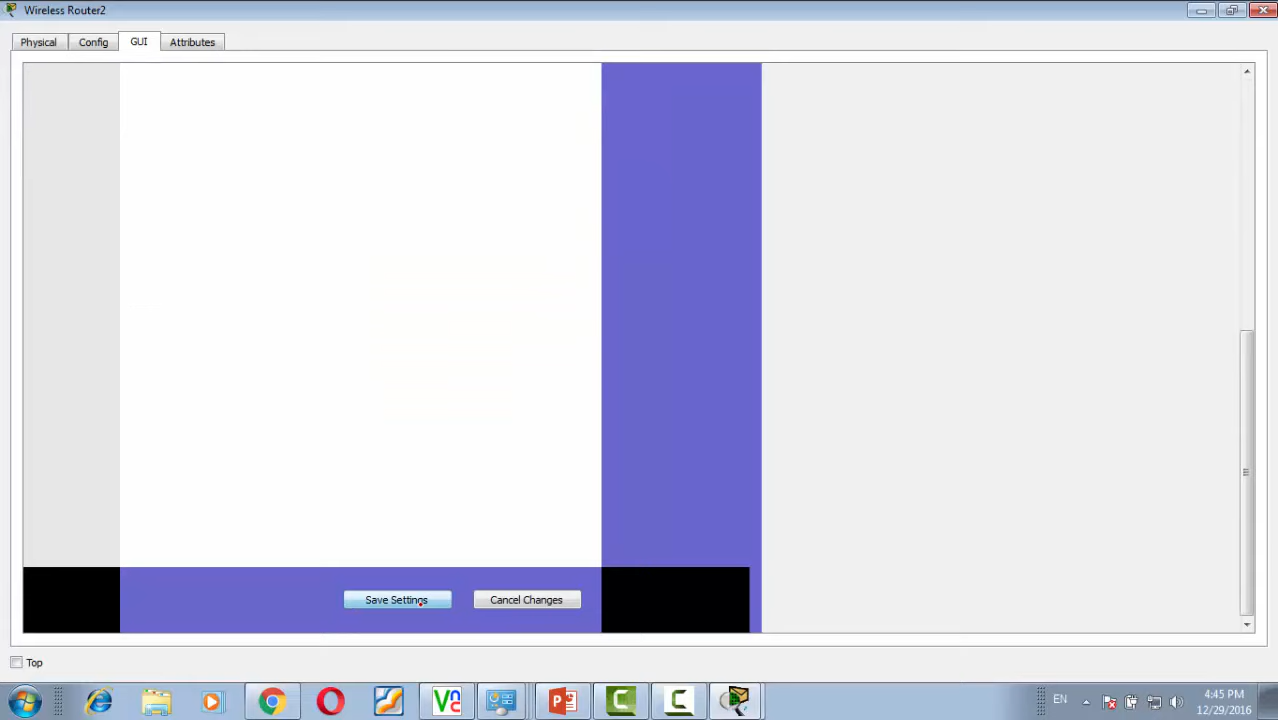 Wireless Router2
Physical Config GUI Attributes
Save Settings Cancel Changes
Top
EN 4:45 PM
12/29/2016